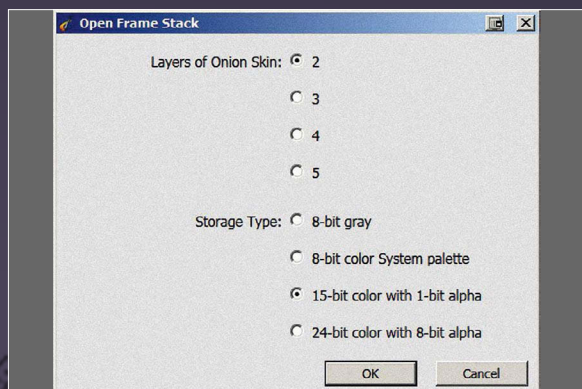 Open Frame Stack
Layers of Onion Skin: 2
3
4
5
Storage Type: 8-bit gray
8-bit color System palette
15-bit color with 1-bit alpha
24-bit color with 8-bit alpha
OK Cancel